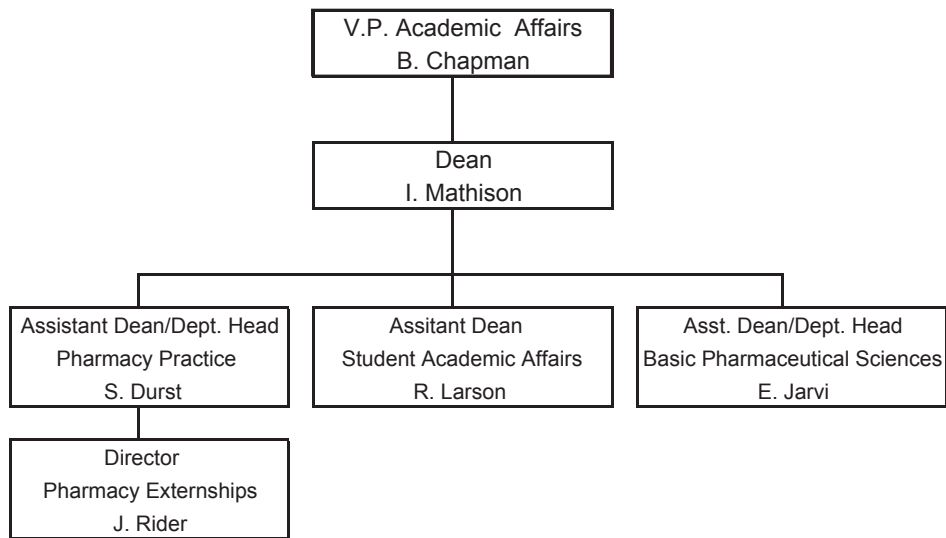 V.P. Academic Affairs
B. Chapman
Dean
I. Mathison
Assistant Dean/Dept. Head
Pharmacy Practice
S. Durst
Assitant Dean
Student Academic Affairs
R. Larson
Asst. Dean/Dept. Head
Basic Pharmaceutical Sciences
E. Jarvi
Director
Pharmacy Externships
J. Rider